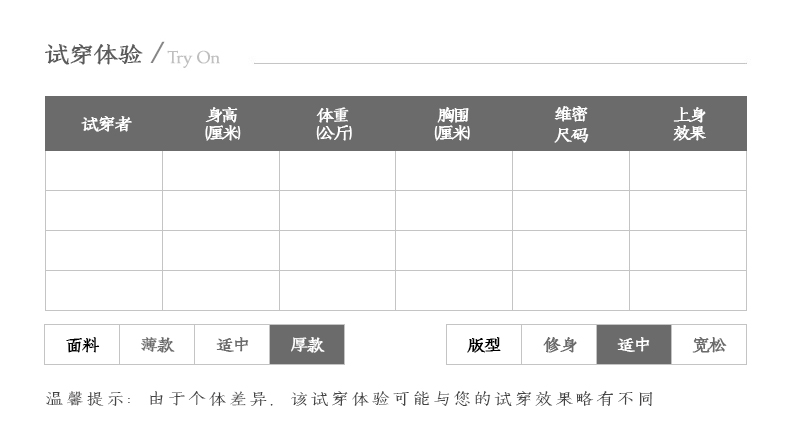 试穿体验 / Try On
试穿者 身高(厘米) 体重(公斤) 胸围(厘米) 维密尺码 上身效果
面料 薄款 适中 厚款 版型 修身 适中 宽松
温馨提示: 由于个体差异, 该试穿体验可能与您的试穿效果略有不同